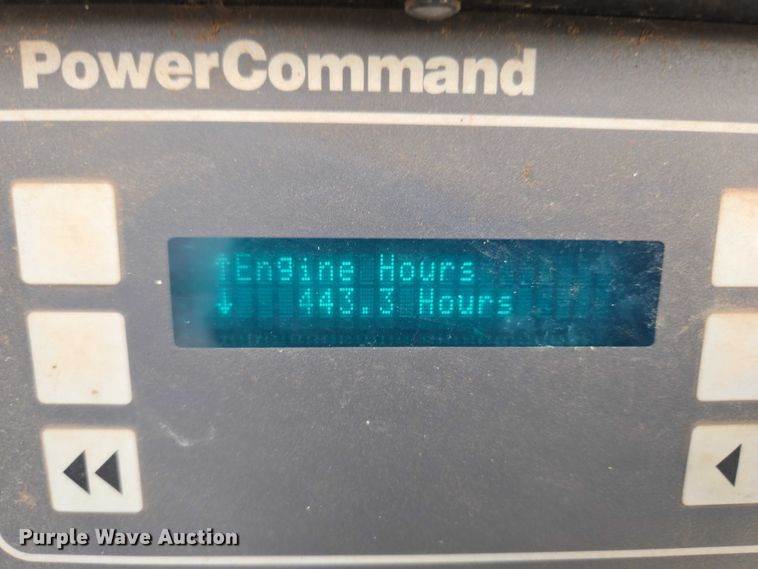 PowerCommand
↑Engine Hours
↓ 443.3 Hours
Purple Wave Auction